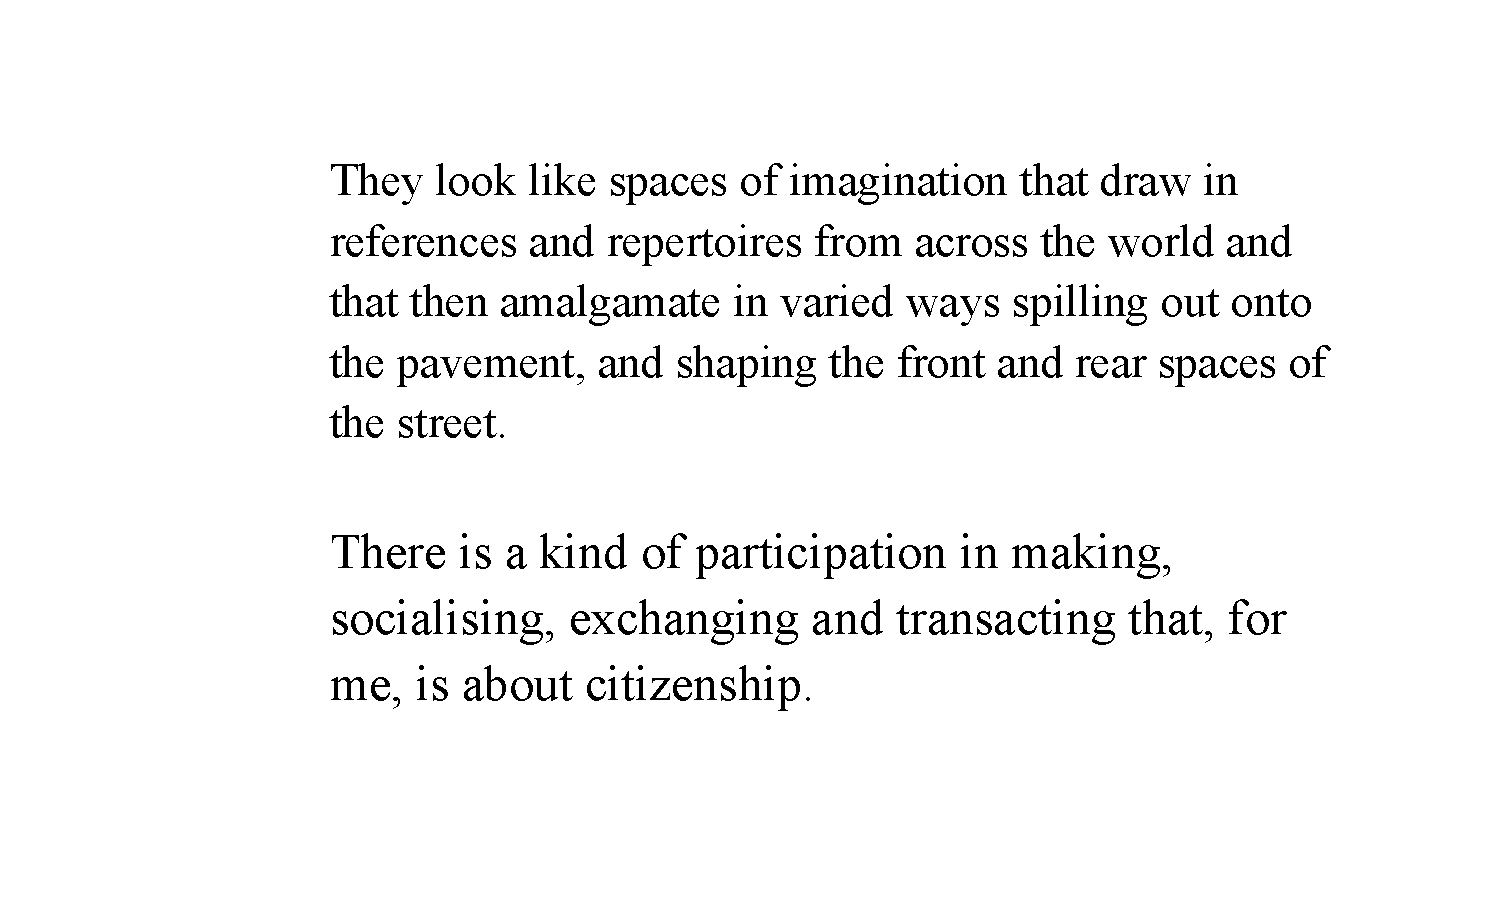 They look like spaces of imagination that draw in
references and repertoires from across the world and
that then amalgamate in varied ways spilling out onto
the pavement, and shaping the front and rear spaces of
the street.
There is a kind of participation in making,
socialising, exchanging and transacting that, for
me, is about citizenship.